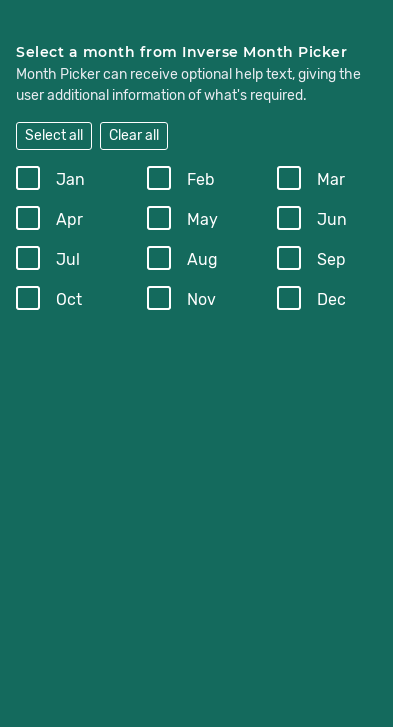 Select a month from Inverse Month Picker
Month Picker can receive optional help text, giving the
user additional information of what's required.
Select all Clear all
Jan Feb Mar
Apr May Jun
Jul Aug Sep
Oct Nov Dec